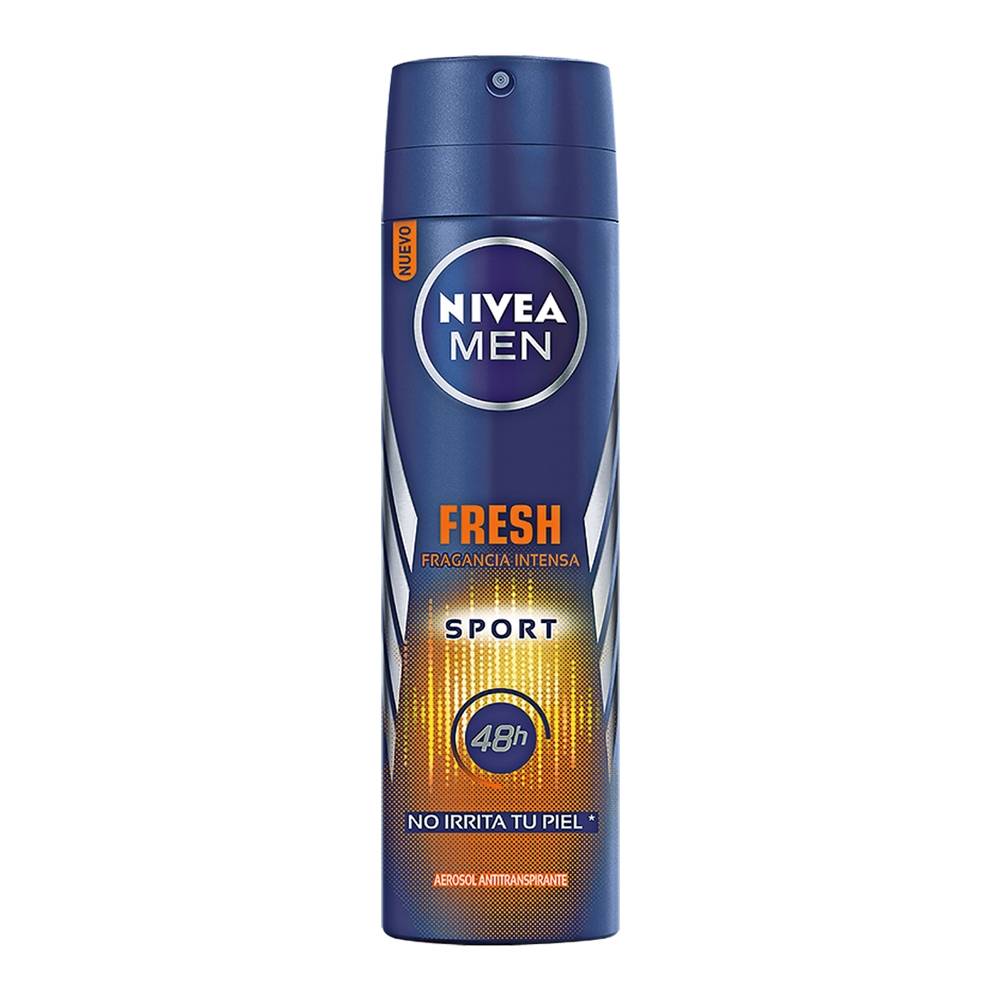 NUEVO
NIVEA
MEN
FRESH
FRAGANCIA INTENSA
SPORT
48h
NO IRRITA TU PIEL *
AEROSOL ANTITRANSPIRANTE